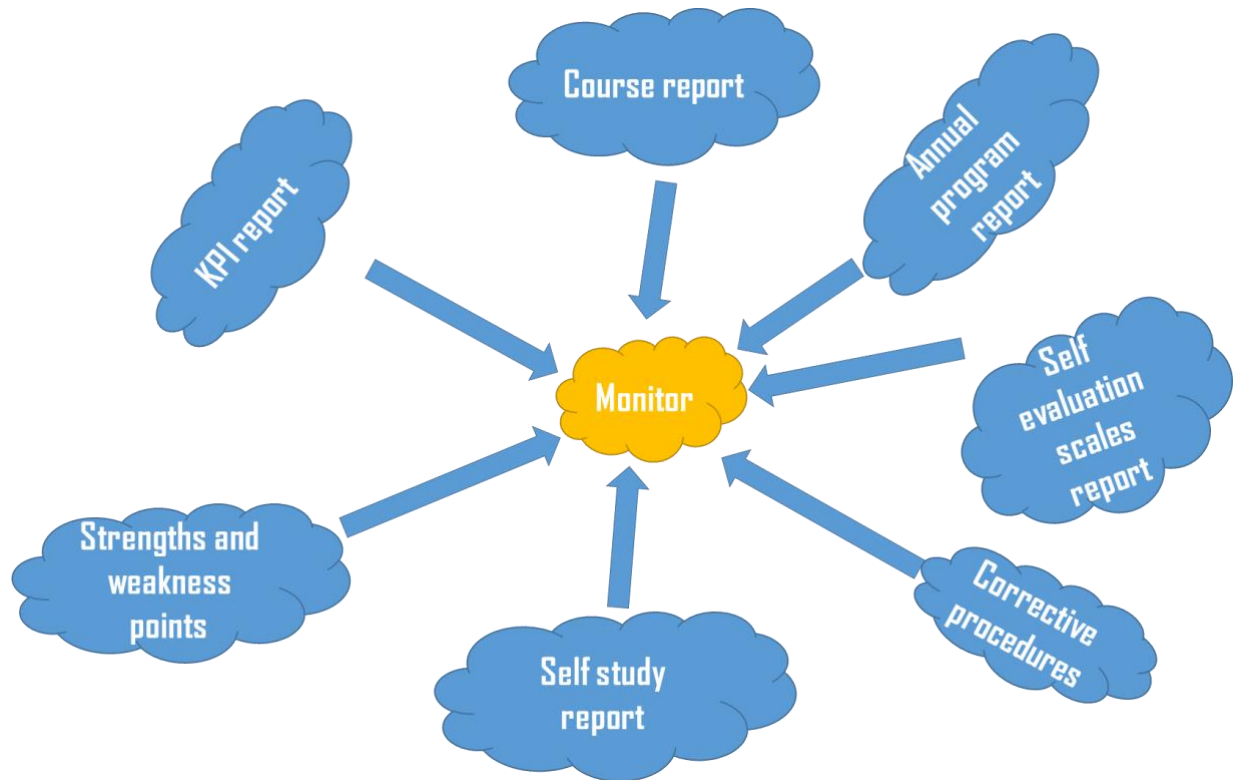 Course report
Annual
program
report
KPI report
Self
evaluation
scales
report
Monitor
Strengths and
weakness
points
Corrective
procedures
Self study
report